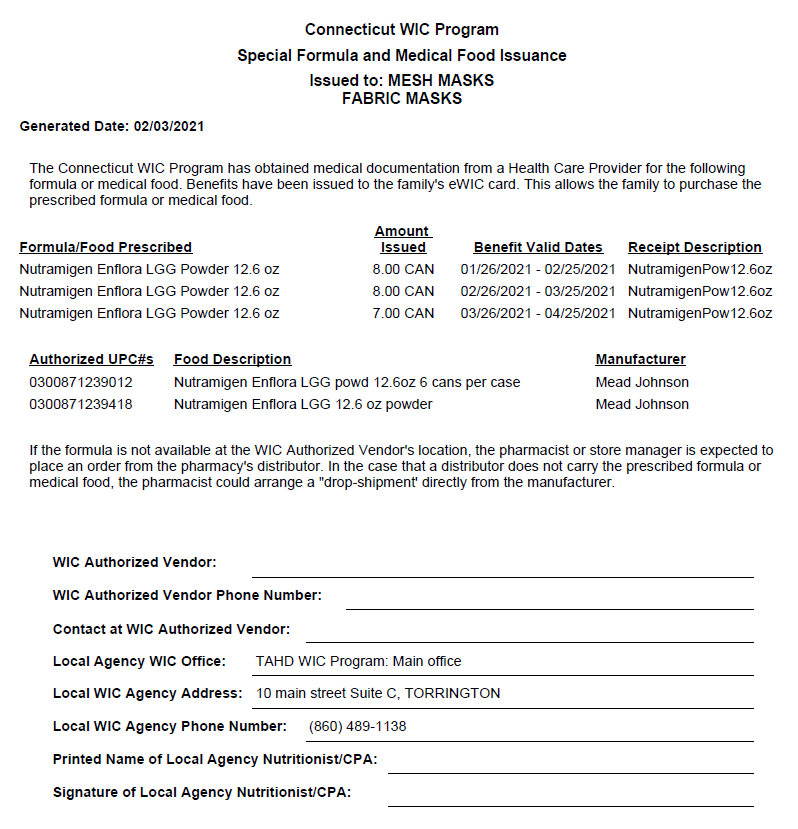 Connecticut WIC Program
Special Formula and Medical Food Issuance
Issued to: MESH MASKS
FABRIC MASKS
Generated Date: 02/03/2021
The Connecticut WIC Program has obtained medical documentation from a Health Care Provider for the following
formula or medical food. Benefits have been issued to the family's eWIC card. This allows the family to purchase the
prescribed formula or medical food.
Formula/Food Prescribed Amount Issued Benefit Valid Dates Receipt Description
Nutramigen Enflora LGG Powder 12.6 oz 8.00 CAN 01/26/2021 - 02/25/2021 NutramigenPow12.6oz
Nutramigen Enflora LGG Powder 12.6 oz 8.00 CAN 02/26/2021 - 03/25/2021 NutramigenPow12.6oz
Nutramigen Enflora LGG Powder 12.6 oz 7.00 CAN 03/26/2021 - 04/25/2021 NutramigenPow12.6oz
Authorized UPC#s Food Description Manufacturer
0300871239012 Nutramigen Enflora LGG powd 12.6oz 6 cans per case Mead Johnson
0300871239418 Nutramigen Enflora LGG 12.6 oz powder Mead Johnson
If the formula is not available at the WIC Authorized Vendor's location, the pharmacist or store manager is expected to
place an order from the pharmacy's distributor. In the case that a distributor does not carry the prescribed formula or
medical food, the pharmacist could arrange a "drop-shipment' directly from the manufacturer.
WIC Authorized Vendor:
WIC Authorized Vendor Phone Number:
Contact at WIC Authorized Vendor:
Local Agency WIC Office: TAHD WIC Program: Main office
Local WIC Agency Address: 10 main street Suite C, TORRINGTON
Local WIC Agency Phone Number: (860) 489-1138
Printed Name of Local Agency Nutritionist/CPA:
Signature of Local Agency Nutritionist/CPA: